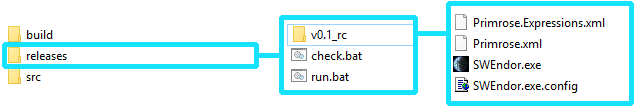 build
releases
src
v0.1_rc
check.bat
run.bat
Primrose.Expressions.xml
Primrose.xml
SWEndor.exe
SWEndor.exe.config